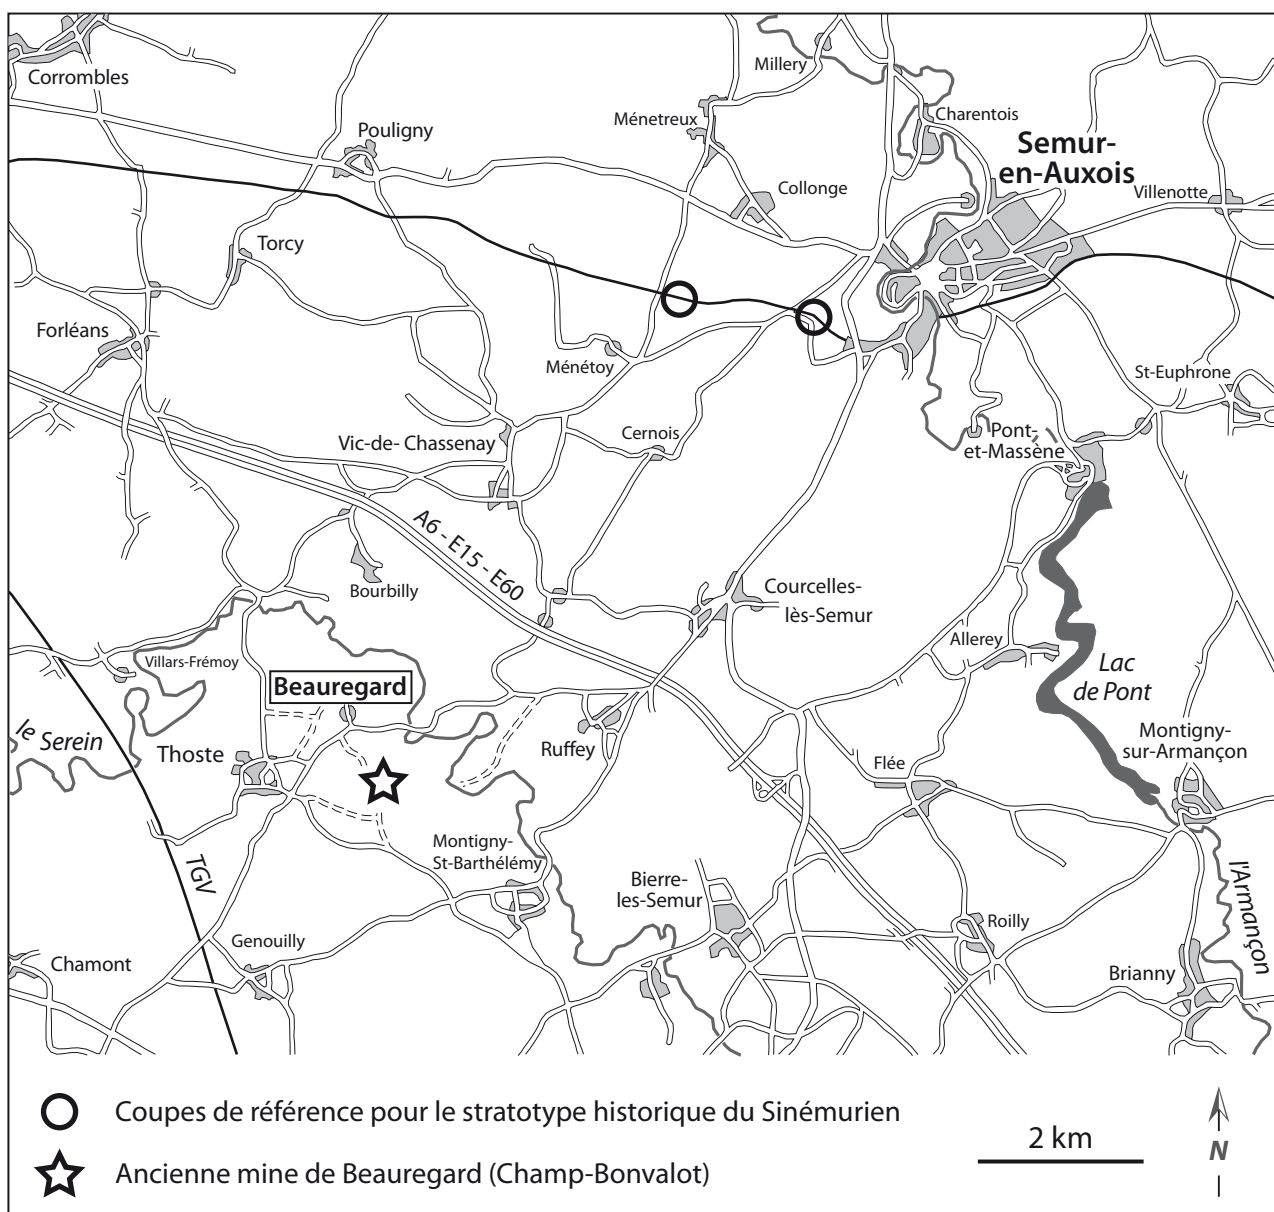 Corrombles
Millery
Ménetreux
Charentois
Pouligny
Semur-
en-Auxois
Collonge
Villenotte
Torcy
Forléans
Ménétoy
St-Euphrone
Vic-de- Chassenay
Cernois
Pont-
et-Massène
A6 - E15 - E60
Bourbilly
Courcelles-
lès-Semur
Allerey
Villars-Frémoy
Beauregard
Lac
de Pont
le Serein
Thoste
Ruffey
Montigny-
sur-Armançon
Flée
Montigny-
St-Barthélémy
TGV
Bierre-
les-Semur
l'Armançon
Roilly
Genouilly
Chamont
Brianny
Coupes de référence pour le stratotype historique du Sinémurien
Ancienne mine de Beauregard (Champ-Bonvalot)
2 km
N